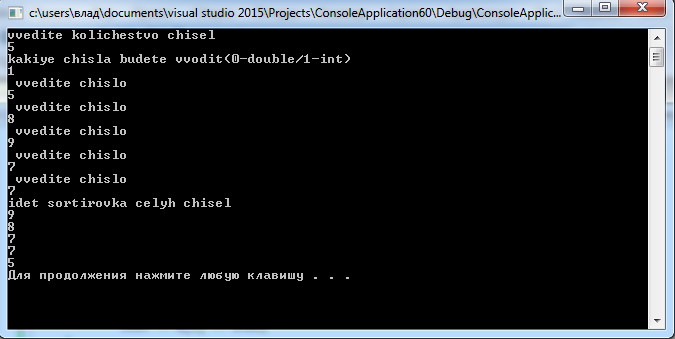 c:\users\влад\documents\visual studio 2015\Projects\ConsoleApplication60\Debug\ConsoleApplic...
vvedite kolichestvo chisel
5
kakiye chisla budete vvodit(0-double/1-int)
1
vvedite chislo
5
vvedite chislo
8
vvedite chislo
9
vvedite chislo
7
vvedite chislo
7
idet sortirovka celyh chisel
9
8
7
7
5
Для продолжения нажмите любую клавишу . . .